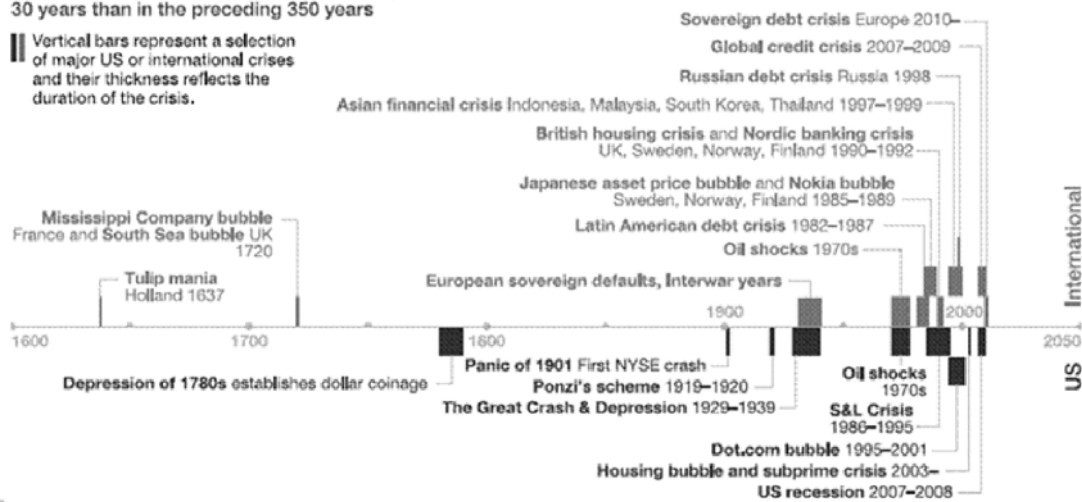 30 years than in the preceding 350 years
Vertical bars represent a selection
of major US or international crises
and their thickness reflects the
duration of the crisis.
Sovereign debt crisis Europe 2010–
Global credit crisis 2007–2009
Russian debt crisis Russia 1998
Asian financial crisis Indonesia, Malaysia, South Korea, Thailand 1997–1999
British housing crisis and Nordic banking crisis
UK, Sweden, Norway, Finland 1990–1992
Japanese asset price bubble and Nokia bubble
Sweden, Norway, Finland 1985–1989
Latin American debt crisis 1982–1987
Oil shocks 1970s
European sovereign defaults, Interwar years
Mississippi Company bubble
France and South Sea bubble UK
1720
Tulip mania
Holland 1637
International
1600 1700 1800 1900 2000 2050
US
Depression of 1780s establishes dollar coinage
Panic of 1901 First NYSE crash
Ponzi's scheme 1919–1920
The Great Crash & Depression 1929–1939
Oil shocks
1970s
S&L Crisis
1986–1995
Dot.com bubble 1995–2001
Housing bubble and subprime crisis 2003–
US recession 2007–2008